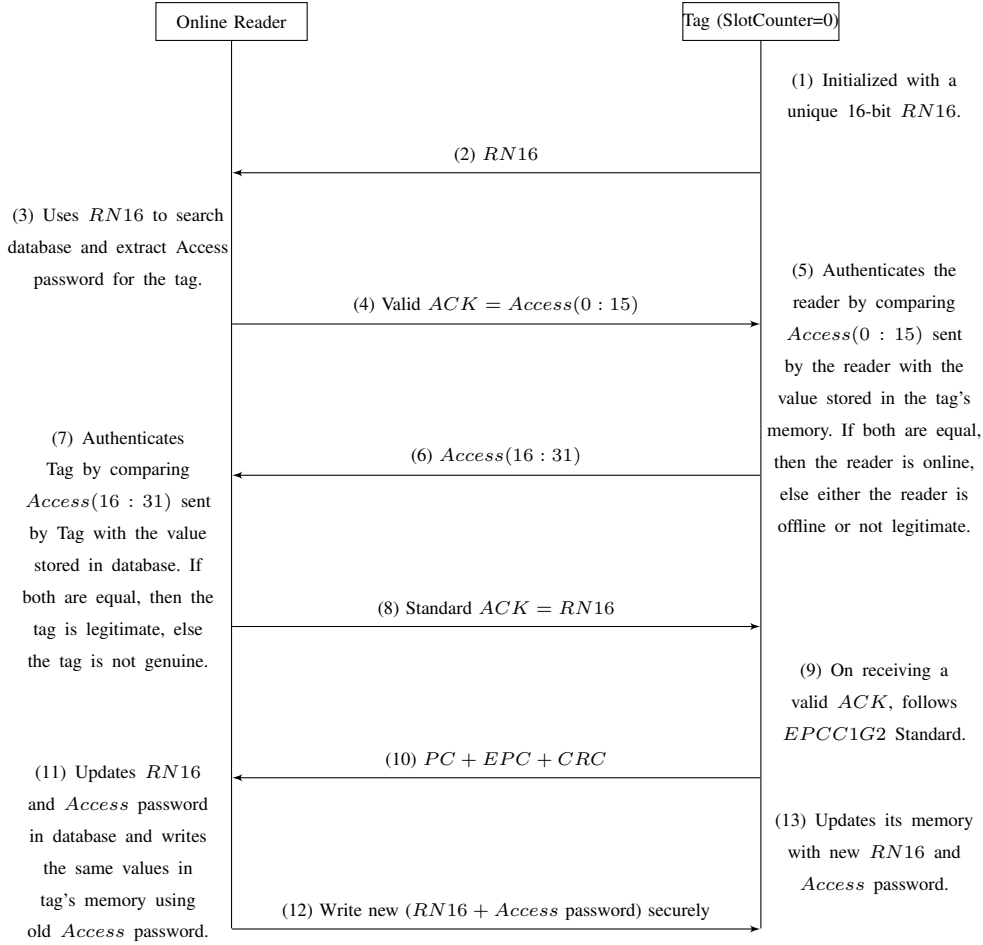 Online Reader
Tag (SlotCounter=0)
(1) Initialized with a
unique 16-bit RN16.
(2) RN16
(3) Uses RN16 to search
database and extract Access
password for the tag.
(4) Valid ACK = Access(0 : 15)
(5) Authenticates the
reader by comparing
Access(0 : 15) sent
by the reader with the
value stored in the tag's
memory. If both are equal,
then the reader is online,
else either the reader is
offline or not legitimate.
(6) Access(16 : 31)
(7) Authenticates
Tag by comparing
Access(16 : 31) sent
by Tag with the value
stored in database. If
both are equal, then the
tag is legitimate, else
the tag is not genuine.
(8) Standard ACK = RN16
(9) On receiving a
valid ACK, follows
EPCC1G2 Standard.
(10) PC + EPC + CRC
(11) Updates RN16
and Access password
in database and writes
the same values in
tag's memory using
old Access password.
(12) Write new (RN16 + Access password) securely
(13) Updates its memory
with new RN16 and
Access password.